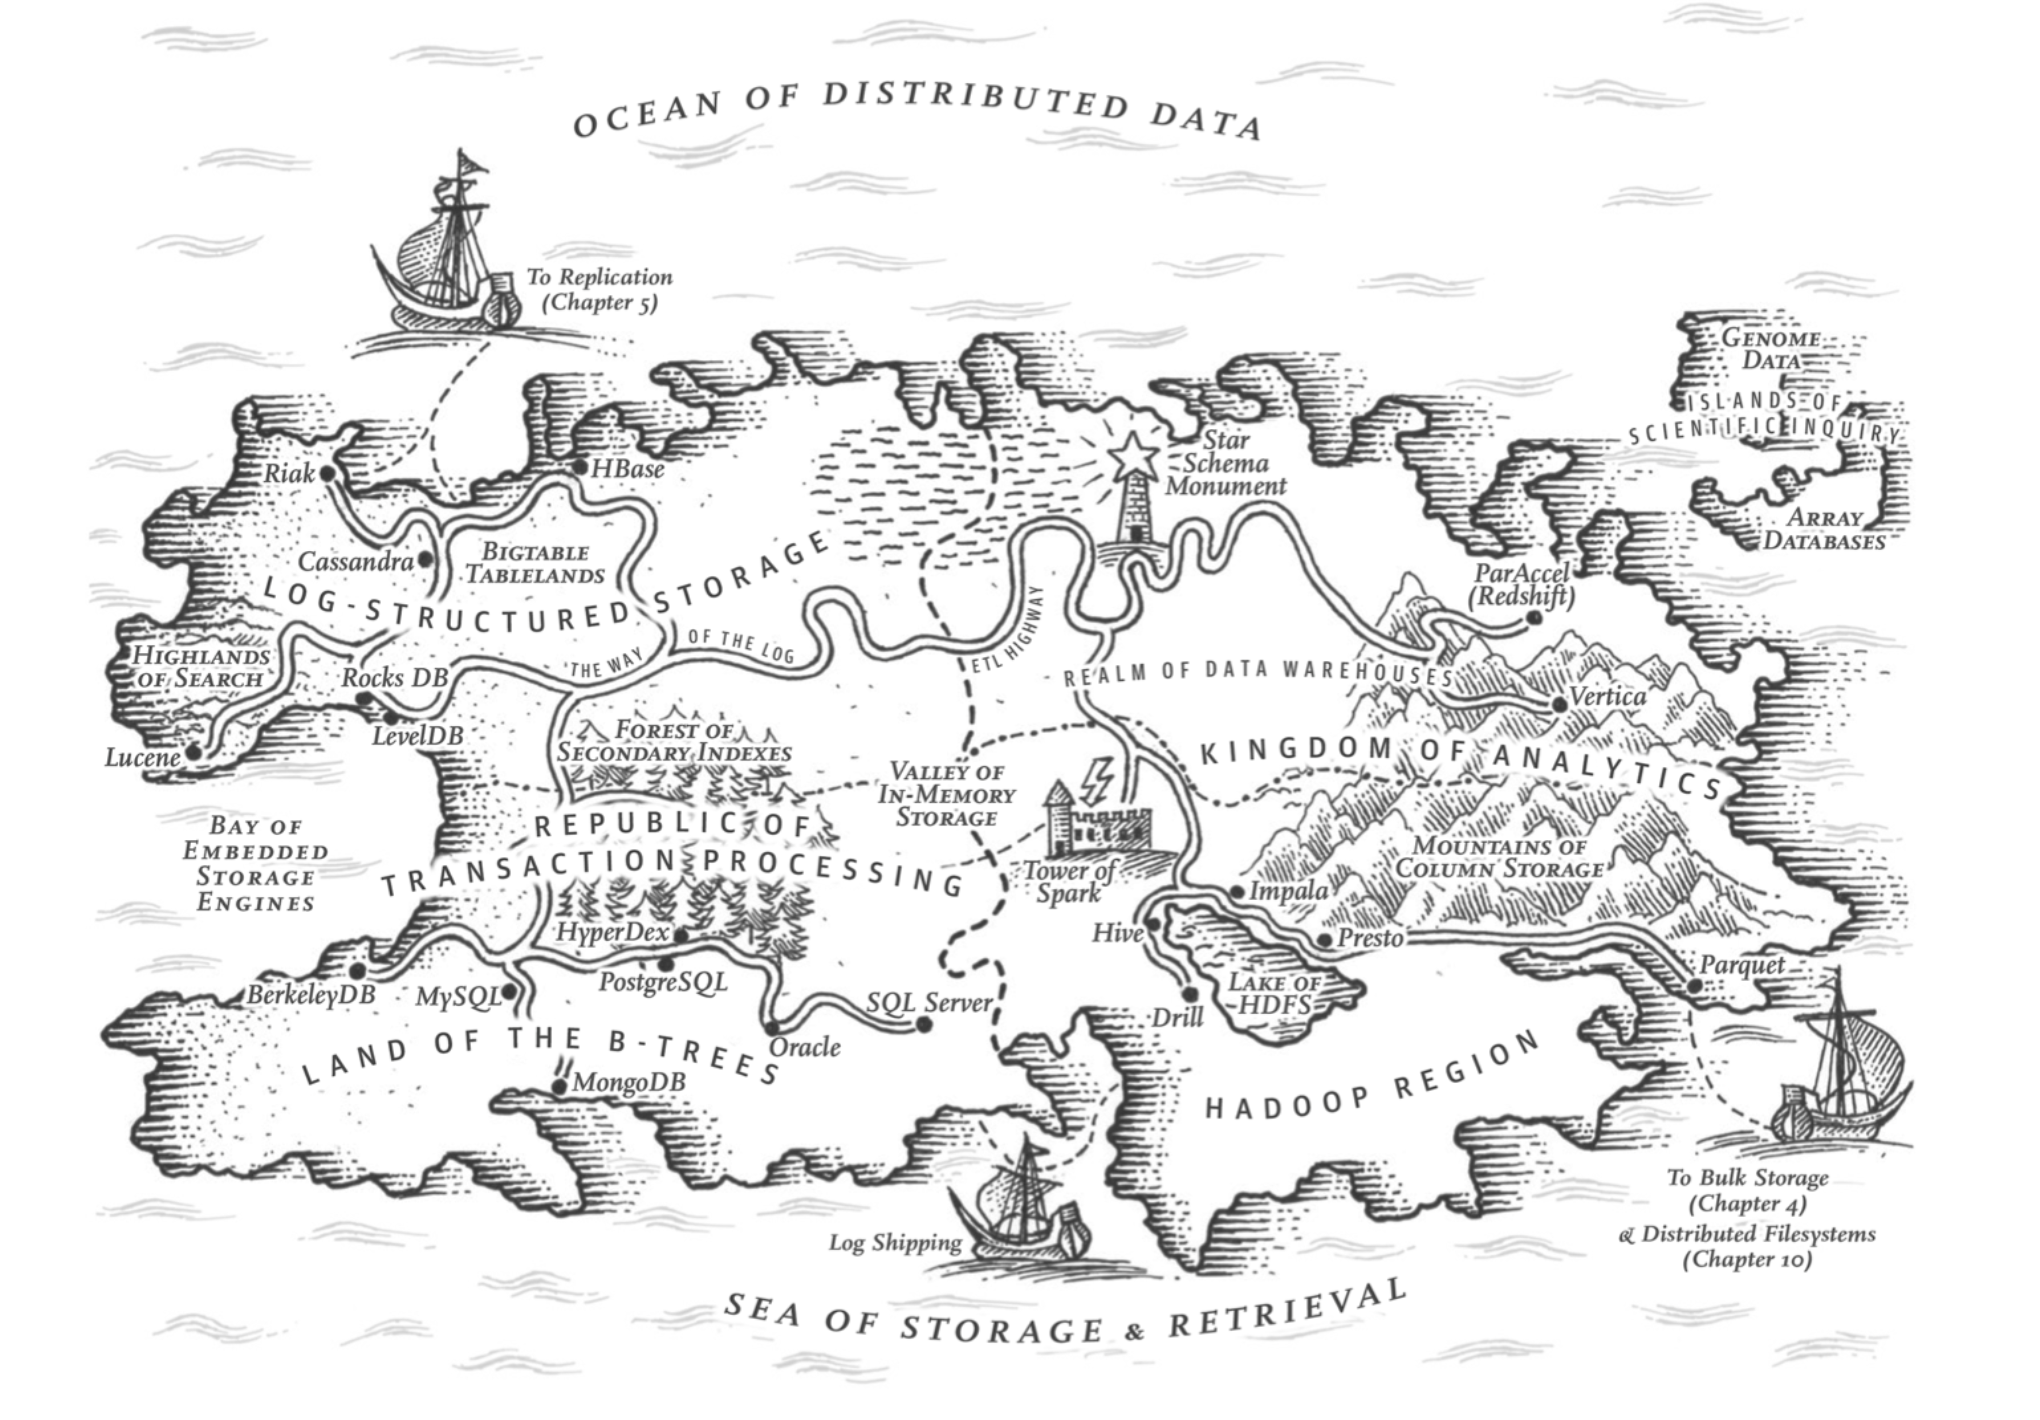 OCEAN OF DISTRIBUTED DATA
To Replication
(Chapter 5)
GENOME
DATA
ISLANDS OF
SCIENTIFIC INQUIRY
ARRAY
DATABASES
Riak
HBase
Star
Schema
Monument
Cassandra
BIGTABLE
TABLELANDS
LOG-STRUCTURED STORAGE
ParAccel
(Redshift)
HIGHLANDS
OF SEARCH
Rocks DB
THE WAY OF THE LOG
ETL HIGHWAY
REALM OF DATA WAREHOUSES
Vertica
LevelDB
Lucene
FOREST OF
SECONDARY INDEXES
KINGDOM OF ANALYTICS
VALLEY OF
IN-MEMORY
STORAGE
BAY OF
EMBEDDED
STORAGE
ENGINES
REPUBLIC OF
TRANSACTION PROCESSING
Tower of
Spark
MOUNTAINS OF
COLUMN STORAGE
Impala
Hive
Presto
HyperDex
PostgreSQL
BerkeleyDB
MySQL
SQL Server
Parquet
LAKE OF
HDFS
Drill
Oracle
LAND OF THE B-TREES
MongoDB
HADOOP REGION
To Bulk Storage
(Chapter 4)
& Distributed Filesystems
(Chapter 10)
Log Shipping
SEA OF STORAGE & RETRIEVAL